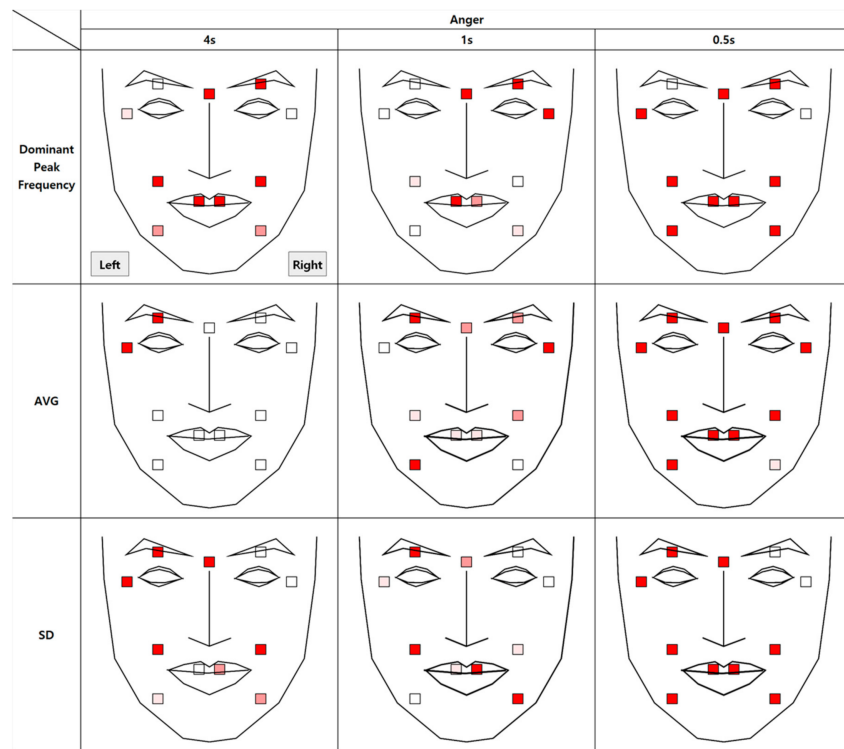 Anger
4s
1s
0.5s
Dominant
Peak
Frequency
Left
Right
AVG
SD